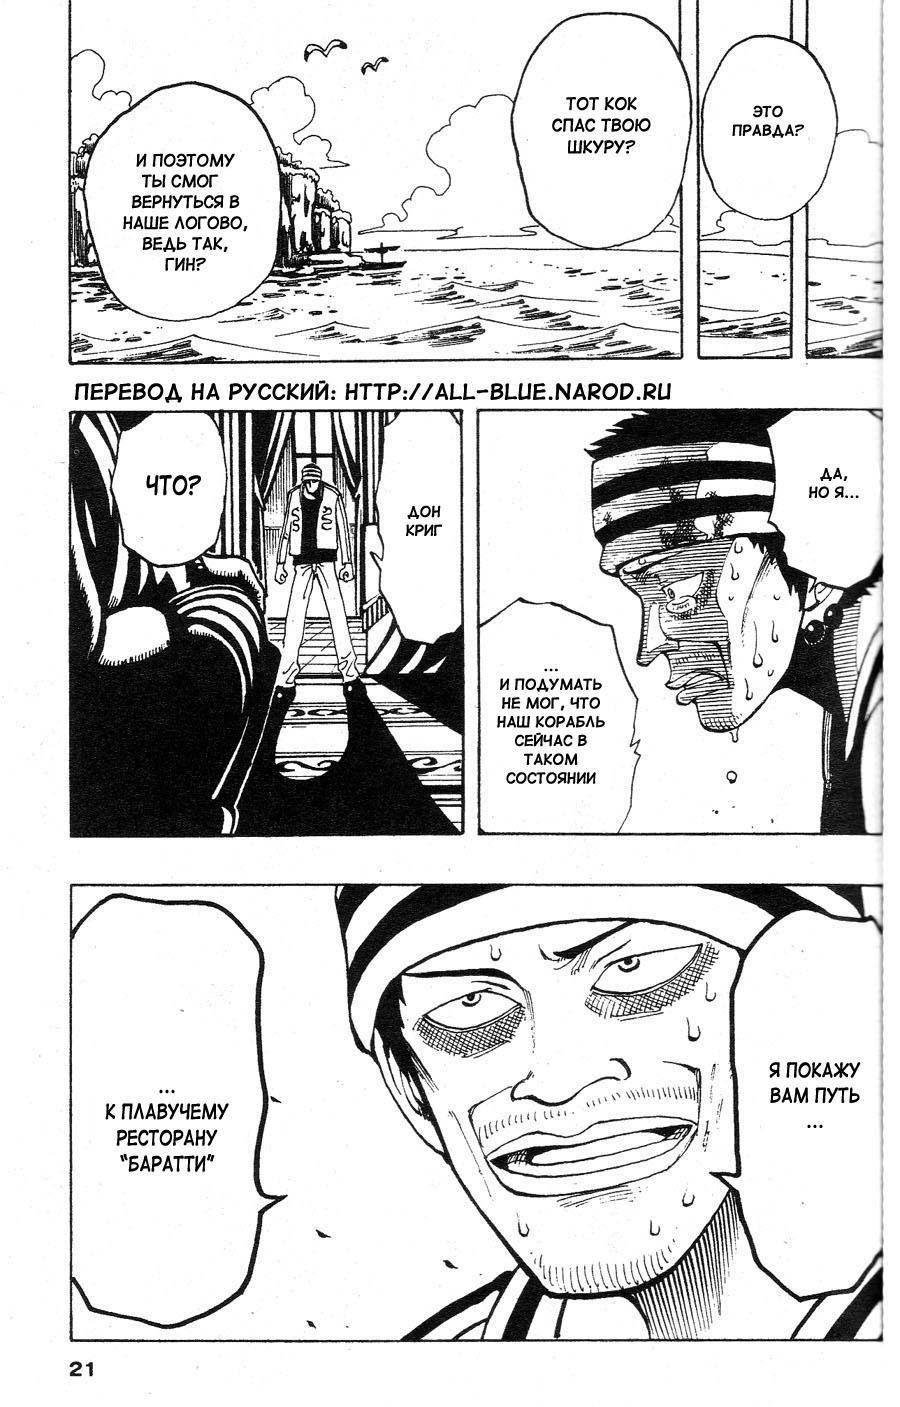 ЭТО
ПРАВДА?
ТОТ КОК
СПАС ТВОЮ
ШКУРУ?
И ПОЭТОМУ
ТЫ СМОГ
ВЕРНУТЬСЯ В
НАШЕ ЛОГОВО,
ВЕДЬ ТАК,
ГИН?
ПЕРЕВОД НА РУССКИЙ: HTTP://ALL-BLUE.NAROD.RU
ДА,
НО Я...
...
И ПОДУМАТЬ
НЕ МОГ, ЧТО
НАШ КОРАБЛЬ
СЕЙЧАС В
ТАКОМ
СОСТОЯНИИ
ДОН
КРИГ
ЧТО?
Я ПОКАЖУ
ВАМ ПУТЬ
...
...
К ПЛАВУЧЕМУ
РЕСТОРАНУ
"БАРАТТИ"
21